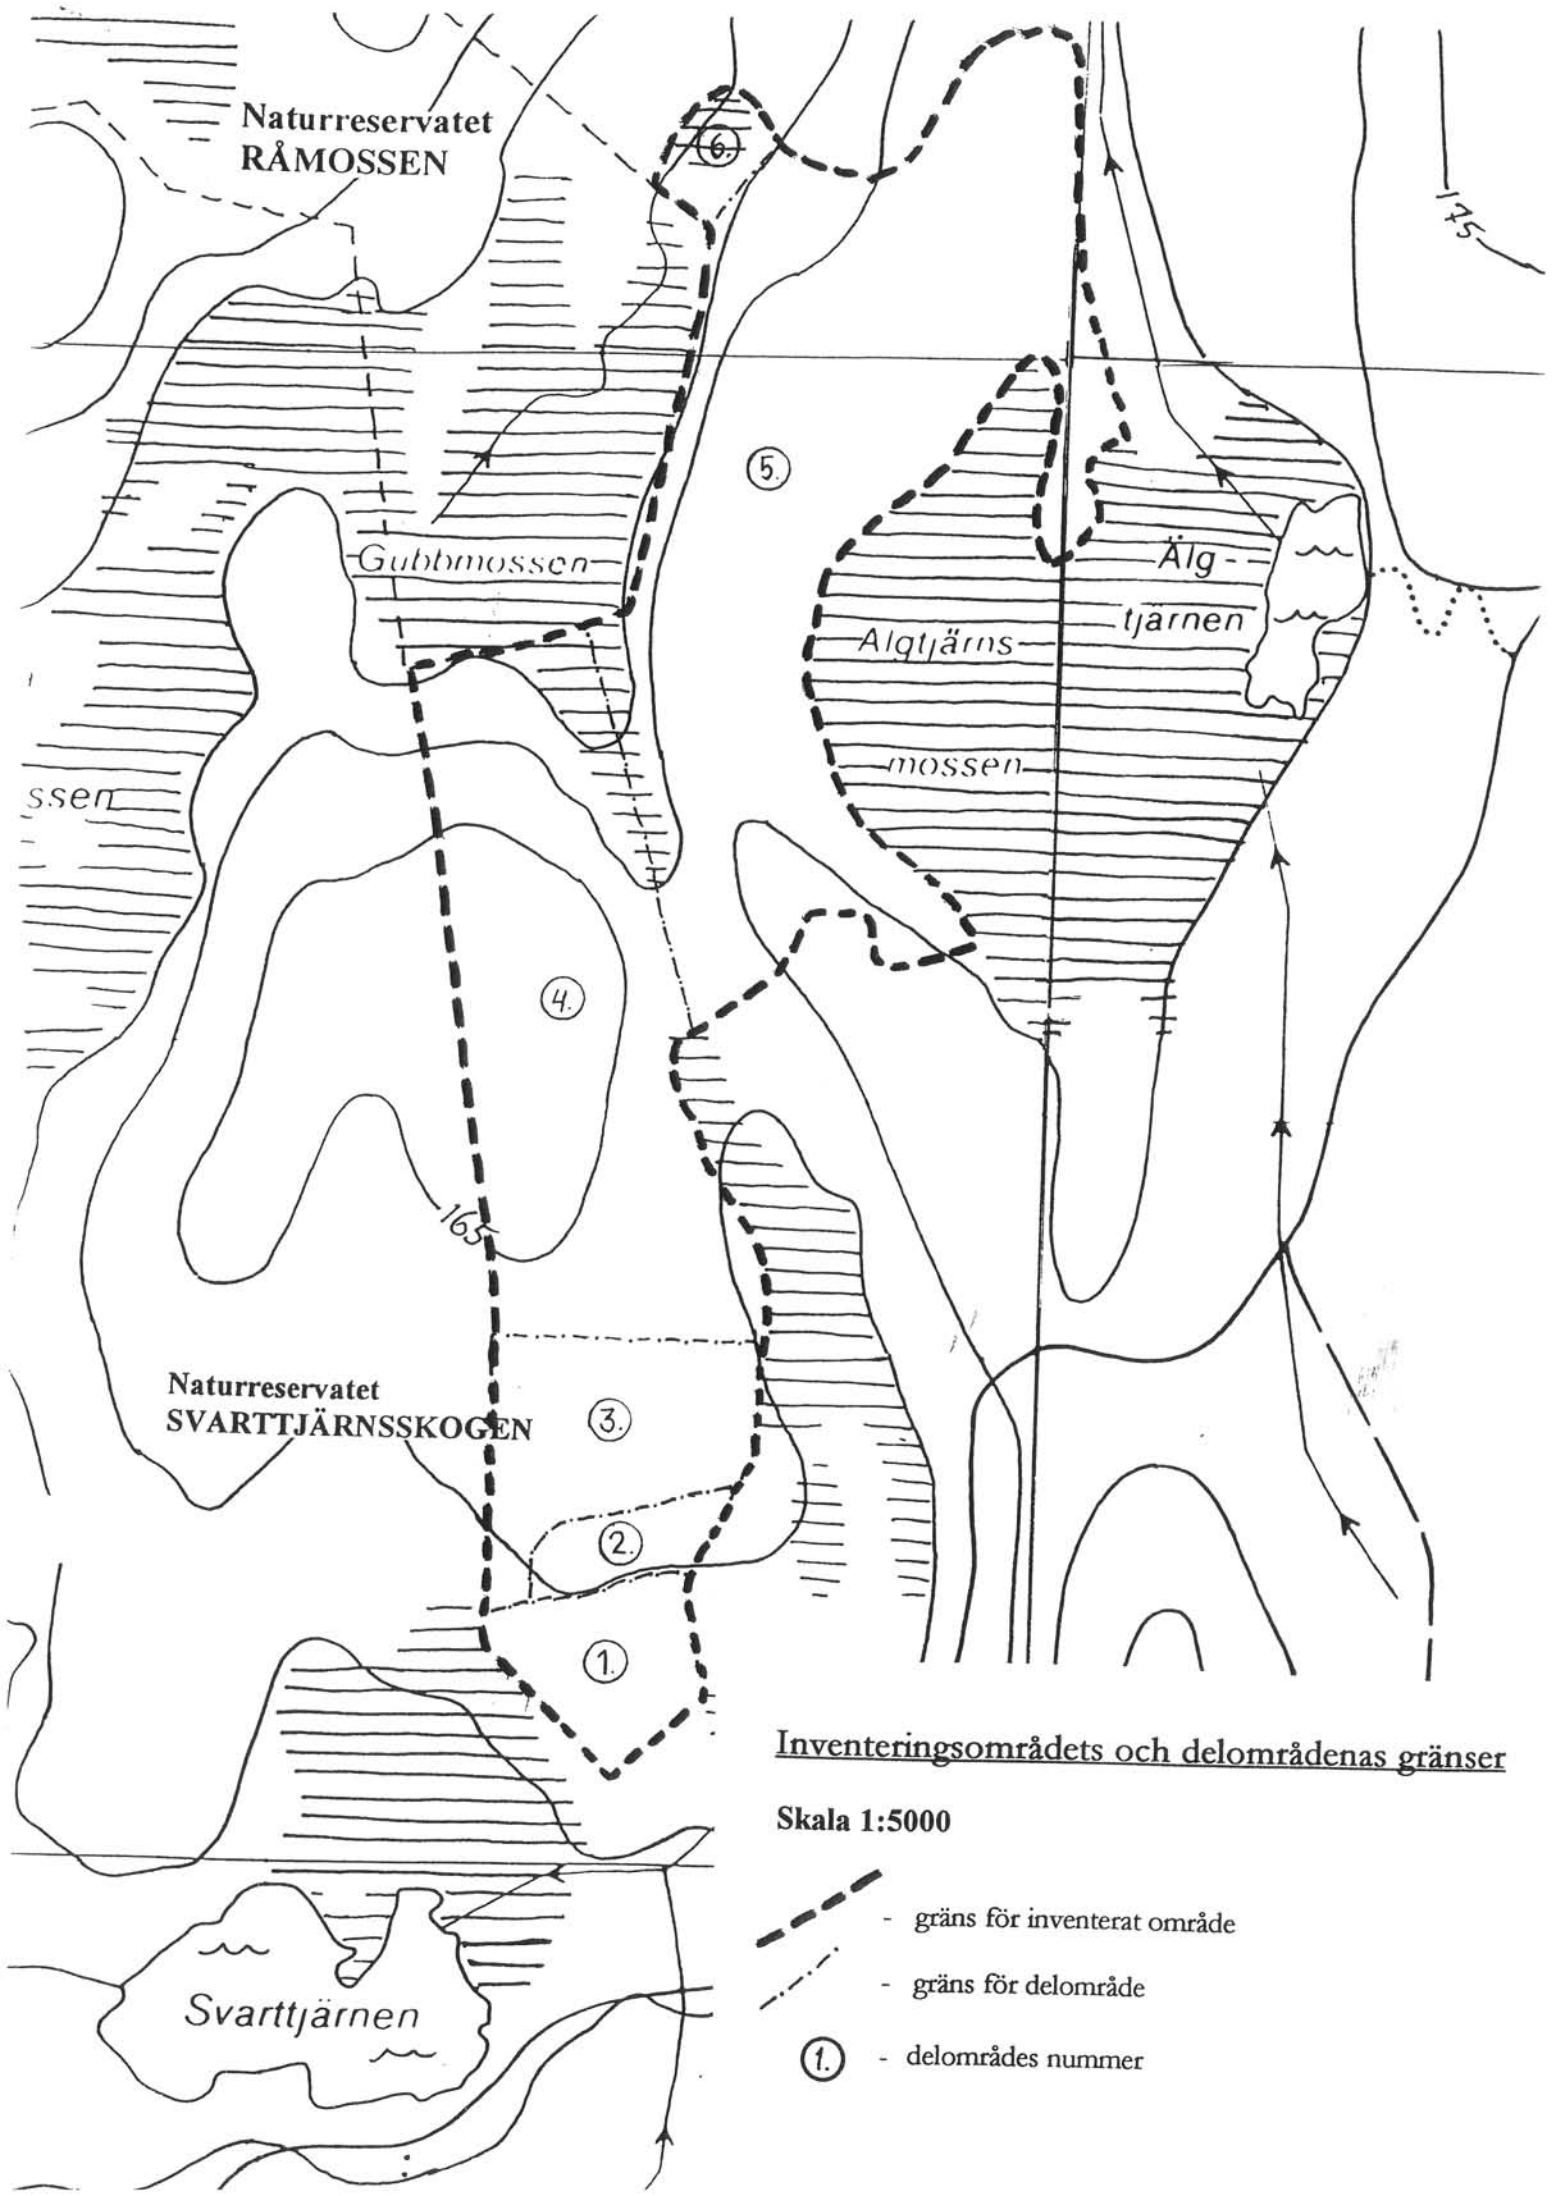 Naturreservatet
RÅMOSSEN
6.
175
5.
Gubbmossen
Älg-
tjärnen
Algtjärns
mossen
ssen
4.
165
Naturreservatet
SVARTTJÄRNSSKOGEN
3.
2.
1.
Inventeringsområdets och delområdenas gränser
Skala 1:5000
- gräns för inventerat område
- gräns för delområde
1. - delområdes nummer
Svarttjärnen